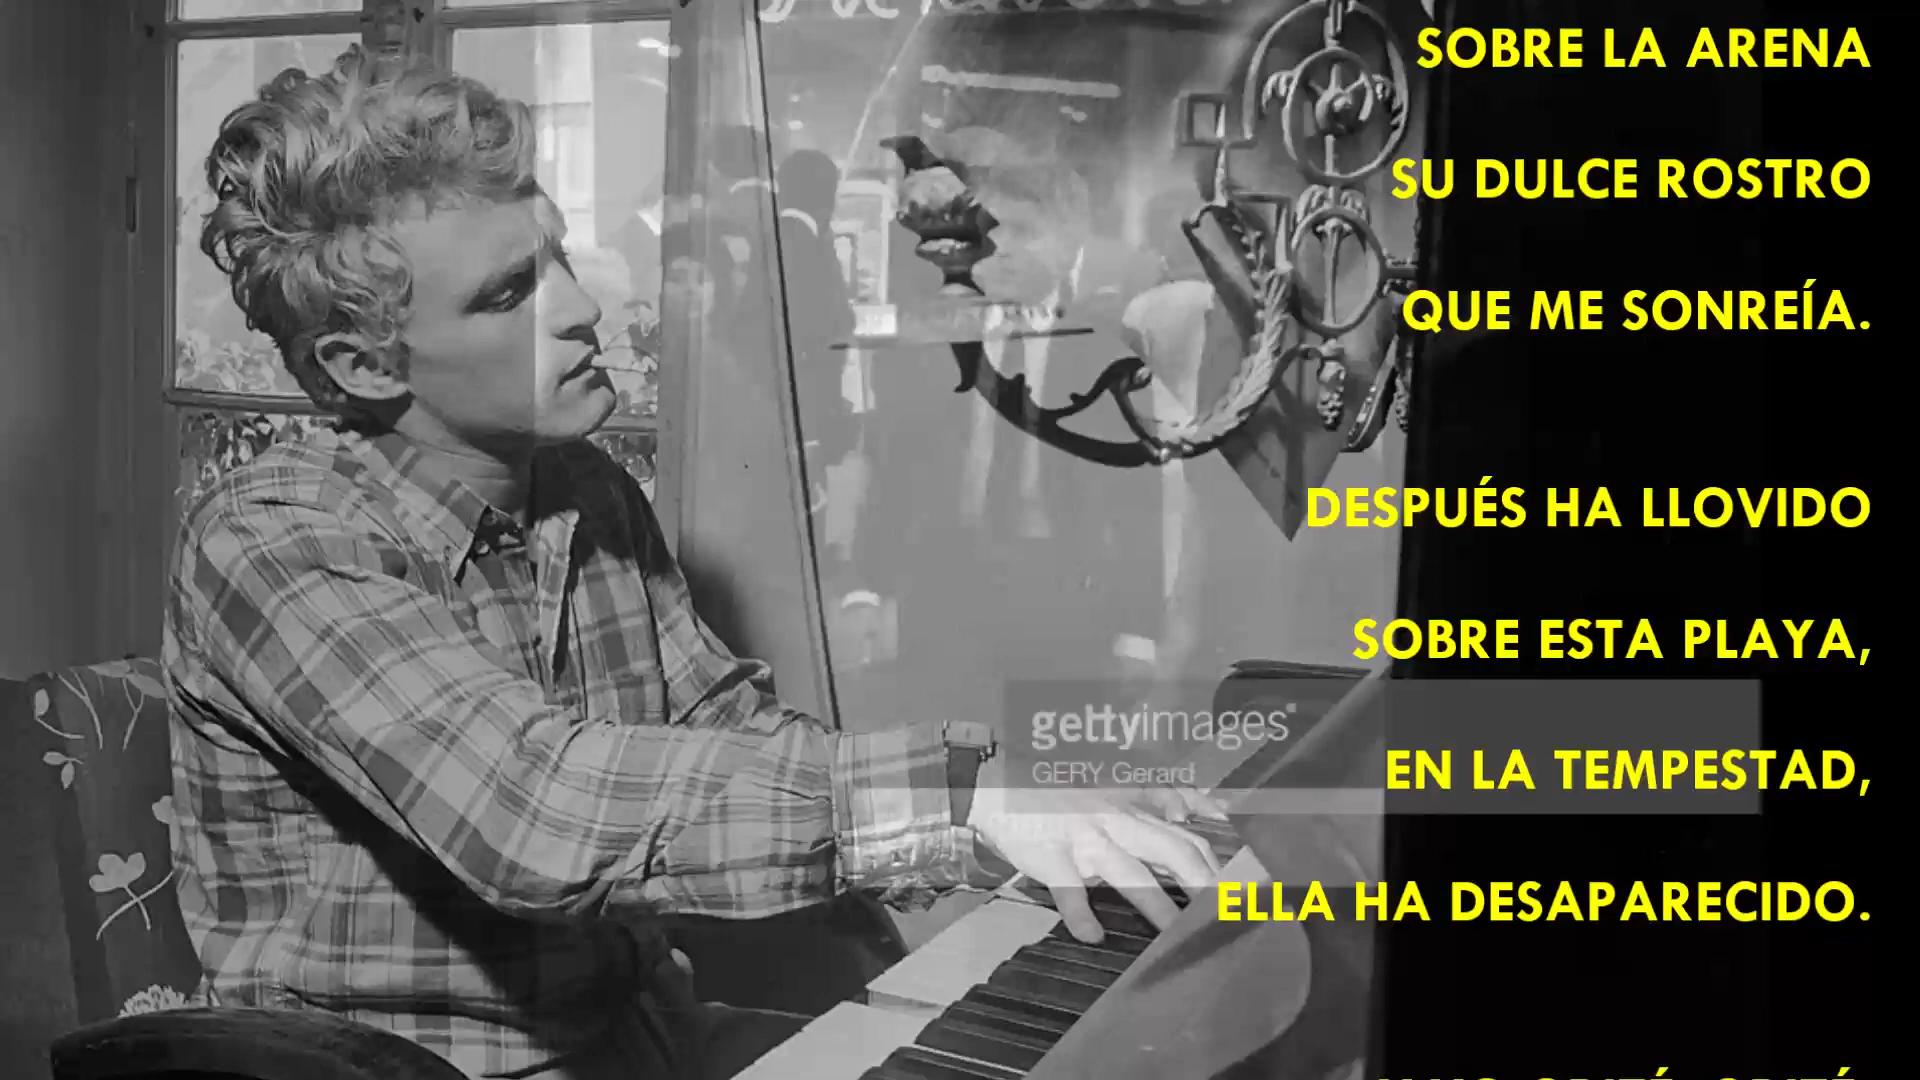 SOBRE LA ARENA
SU DULCE ROSTRO
QUE ME SONREÍA.
DESPUÉS HA LLOVIDO
SOBRE ESTA PLAYA,
EN LA TEMPESTAD,
ELLA HA DESAPARECIDO.
gettyimages®
GERY Gerard